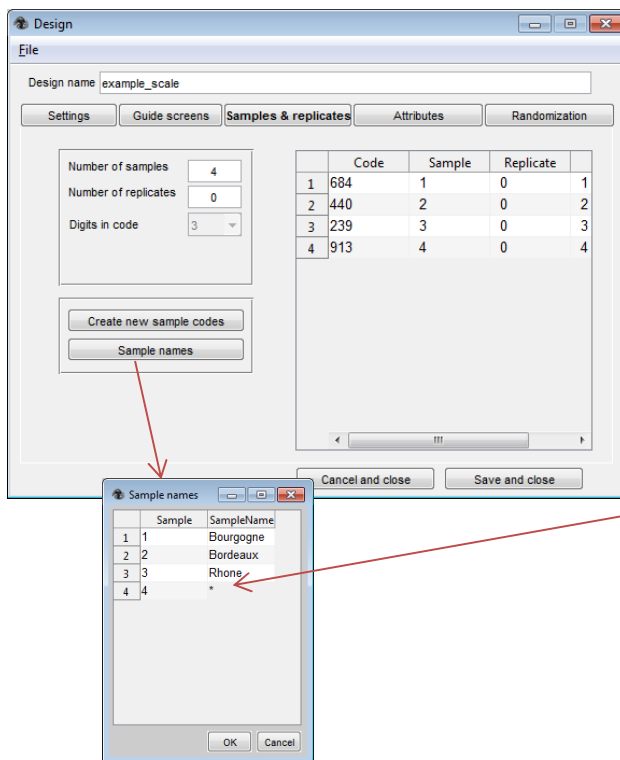 Design
File
Design name example_scale
Settings Guide screens Samples & replicates Attributes Randomization
Number of samples 4
Number of replicates 0
Digits in code 3
Create new sample codes
Sample names
Code Sample Replicate
1 684 1 0 1
2 440 2 0 2
3 239 3 0 3
4 913 4 0 4
Cancel and close Save and close
Sample names
Sample SampleName
1 1 Bourgogne
2 2 Bordeaux
3 3 Rhone
4 4 *
OK Cancel